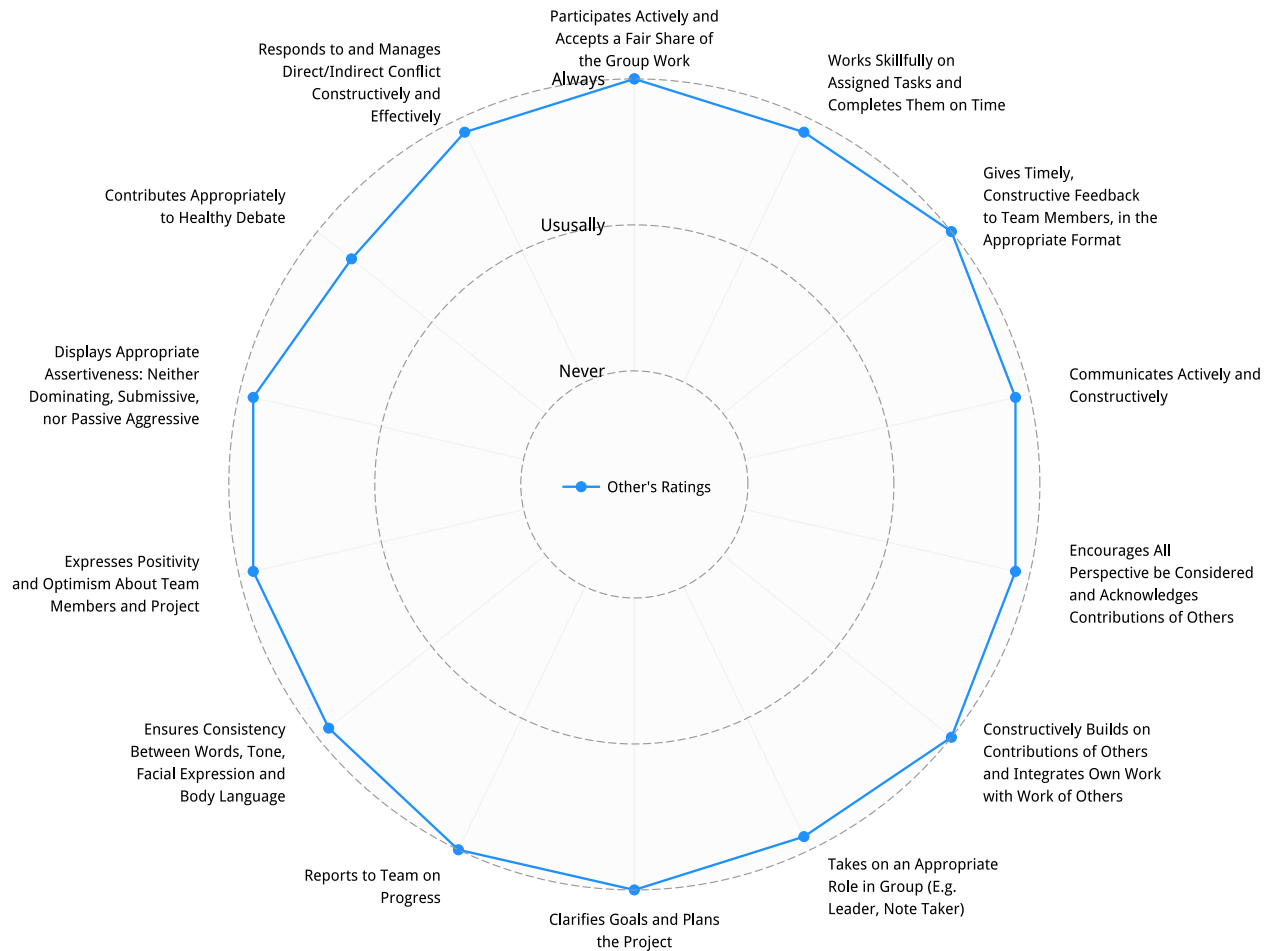 Participates Actively and
Accepts a Fair Share of
the Group Work
Always
Works Skillfully on
Assigned Tasks and
Completes Them on Time
Gives Timely,
Constructive Feedback
to Team Members, in the
Appropriate Format
Communicates Actively and
Constructively
Encourages All
Perspective be Considered
and Acknowledges
Contributions of Others
Constructively Builds on
Contributions of Others
and Integrates Own Work
with Work of Others
Takes on an Appropriate
Role in Group (E.g.
Leader, Note Taker)
Clarifies Goals and Plans
the Project
Reports to Team on
Progress
Ensures Consistency
Between Words, Tone,
Facial Expression and
Body Language
Expresses Positivity
and Optimism About Team
Members and Project
Displays Appropriate
Assertiveness: Neither
Dominating, Submissive,
nor Passive Aggressive
Contributes Appropriately
to Healthy Debate
Responds to and Manages
Direct/Indirect Conflict
Constructively and
Effectively
Ususally
Never
Other's Ratings